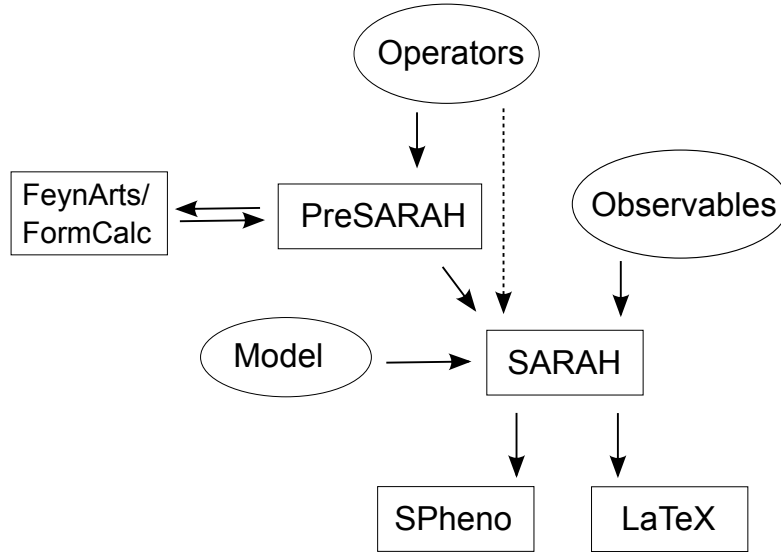 Operators
FeynArts/
FormCalc
PreSARAH
Observables
Model
SARAH
SPheno
LaTeX